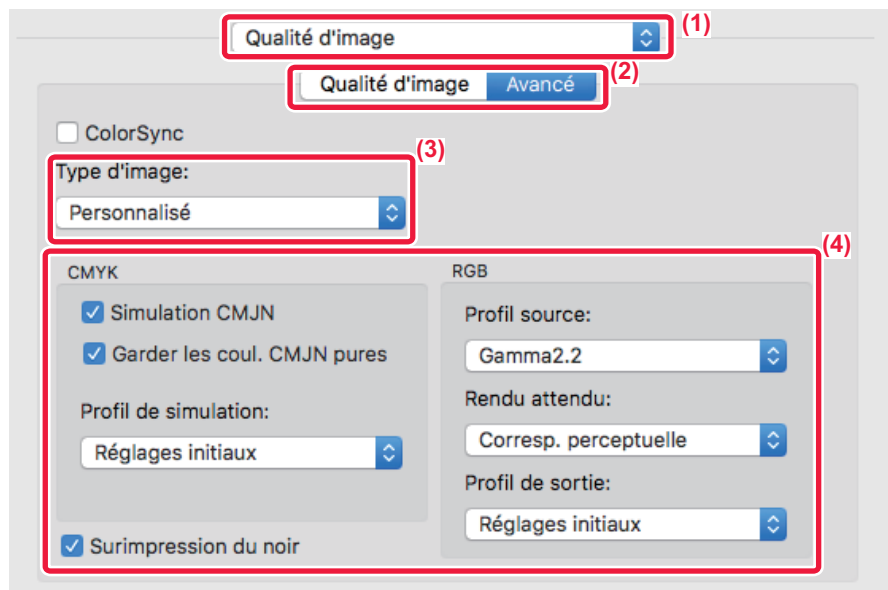 Qualité d'image
(1)
Qualité d'image Avancé
(2)
ColorSync
Type d'image:
(3)
Personnalisé
(4)
CMYK
Simulation CMJN
Garder les coul. CMJN pures
Profil de simulation:
Réglages initiaux
Surimpression du noir
RGB
Profil source:
Gamma2.2
Rendu attendu:
Corresp. perceptuelle
Profil de sortie:
Réglages initiaux